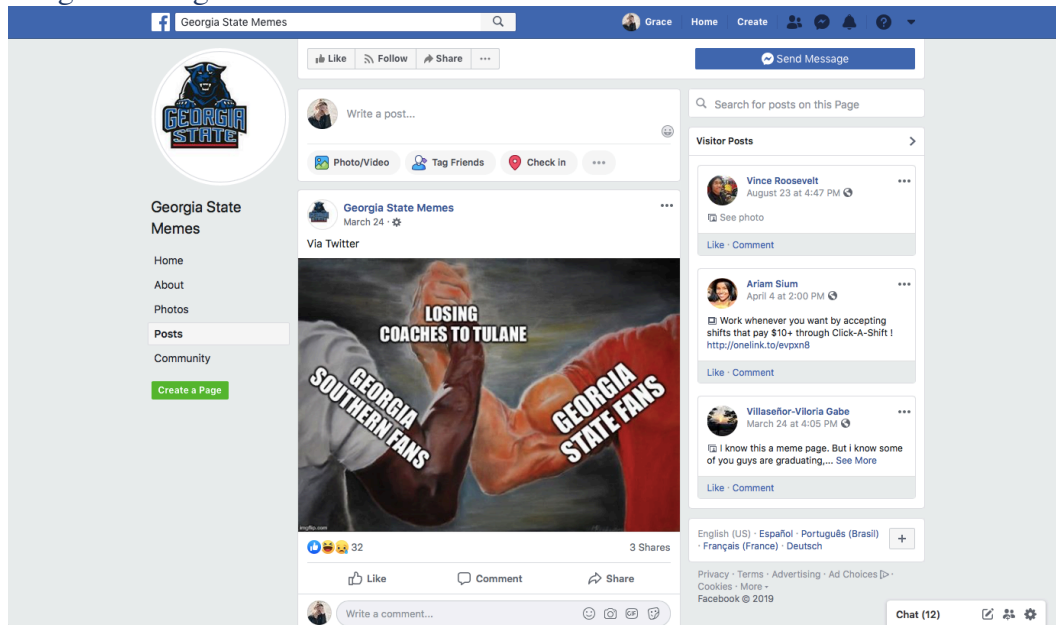 Georgia State Memes
Grace Home Create
GEORGIA
STATE
Georgia State
Memes
Home
About
Photos
Posts
Community
Create a Page
Like Follow Share ...
Write a post...
Photo/Video Tag Friends Check in ...
Georgia State Memes
March 24 ·
Via Twitter
LOSING
COACHES TO TULANE
GEORGIA
SOUTHERN FANS
GEORGIA
STATE FANS
imgflip.com
32 3 Shares
Like Comment Share
Write a comment...
GIF
Send Message
Search for posts on this Page
Visitor Posts
Vince Roosevelt
August 23 at 4:47 PM
See photo
Like · Comment
Ariam Sium
April 4 at 2:00 PM
Work whenever you want by accepting
shifts that pay $10+ through Click-A-Shift !
http://onelink.to/evpxn8
Like · Comment
Villaseñor-Viloria Gabe
March 24 at 4:05 PM
I know this a meme page. But i know some
of you guys are graduating,... See More
Like · Comment
English (US) · Español · Português (Brasil)
· Français (France) · Deutsch
Privacy · Terms · Advertising · Ad Choices ·
Cookies · More
Facebook © 2019
Chat (12)